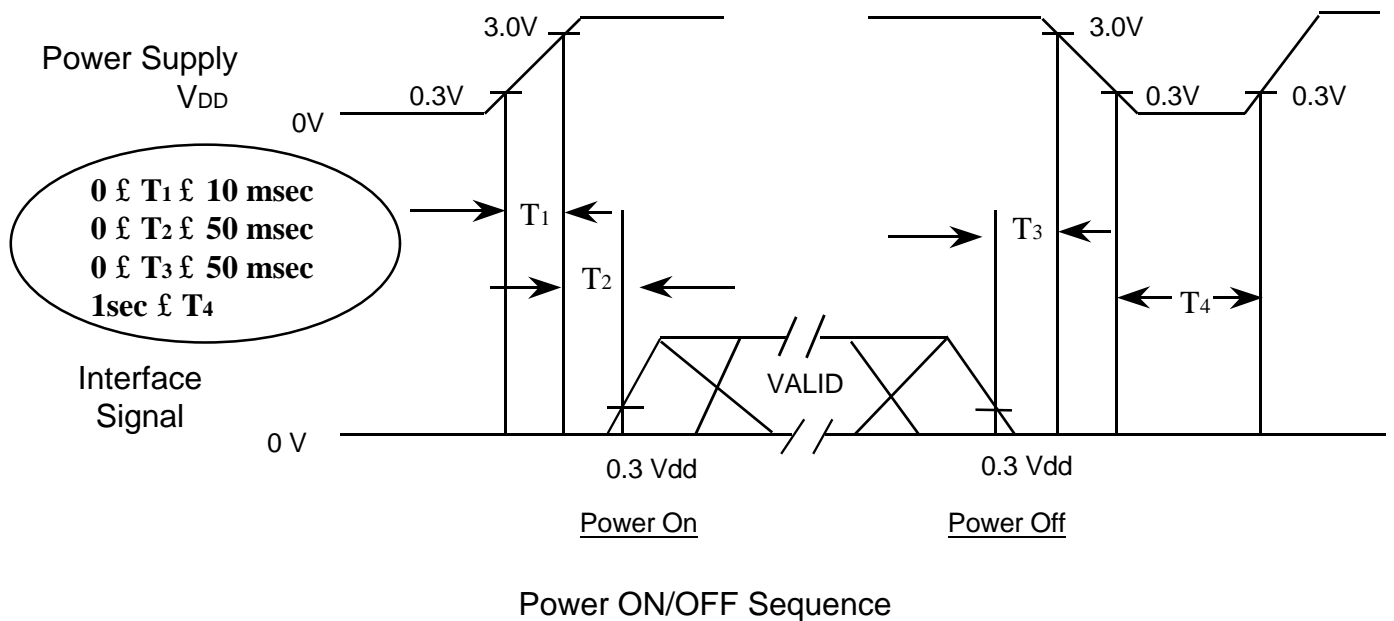 3.0V
3.0V
Power Supply
VDD
0.3V
0.3V
0.3V
0V
0 £ T1 £ 10 msec
0 £ T2 £ 50 msec
0 £ T3 £ 50 msec
1sec £ T4
T1
T3
T2
T4
Interface
Signal
VALID
0 V
0.3 Vdd
0.3 Vdd
Power On
Power Off
Power ON/OFF Sequence